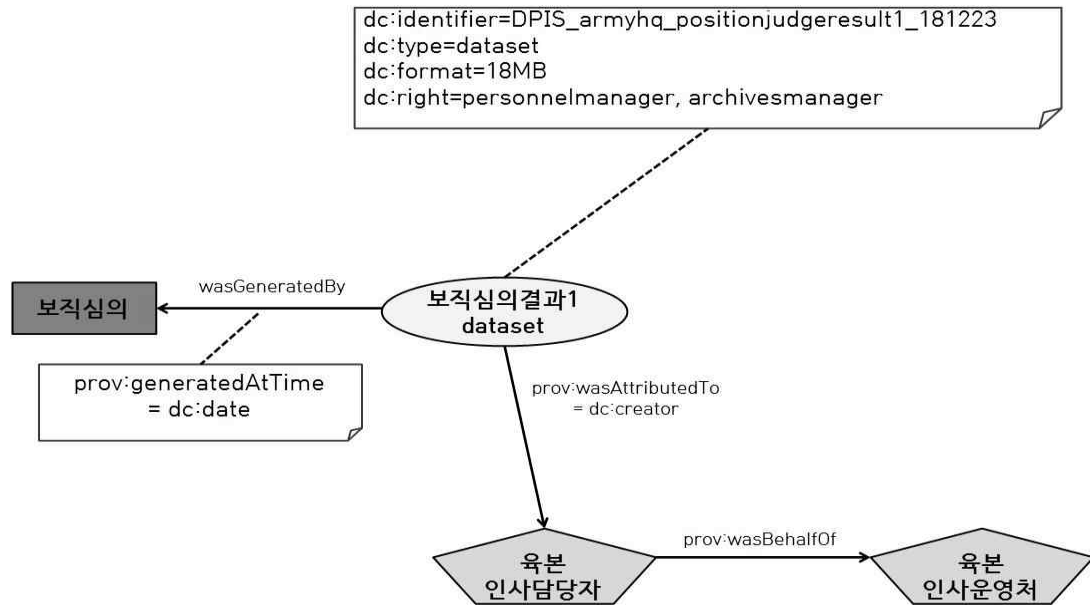 dc:identifier=DPIS_armyhq_positionjudgeresult1_181223
dc:type=dataset
dc:format=18MB
dc:right=personnelmanager, archivesmanager
wasGeneratedBy
보직심의
보직심의결과1
dataset
prov:generatedAtTime
= dc:date
prov:wasAttributedTo
= dc:creator
육본
인사담당자
prov:wasBehalfOf
육본
인사운영처